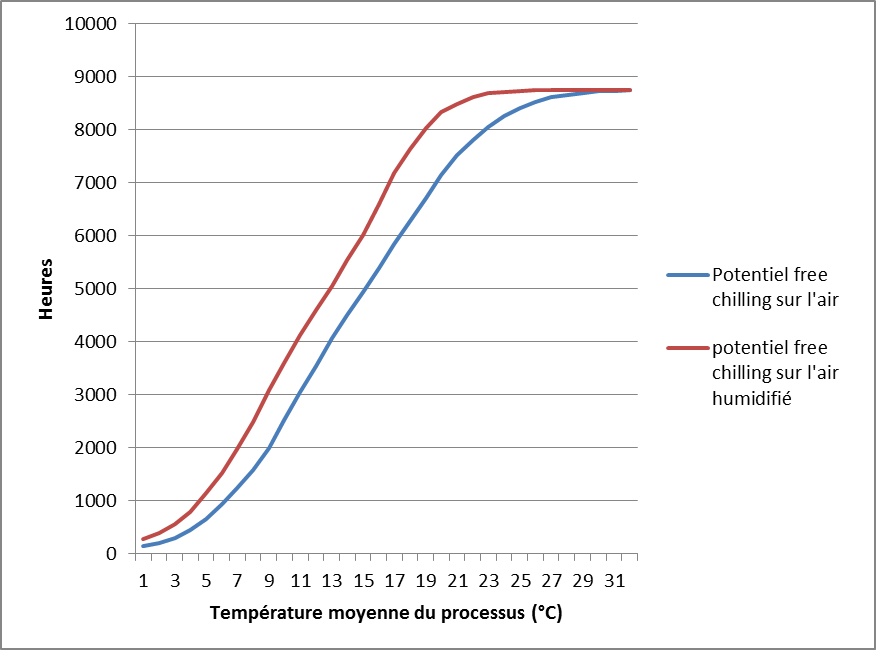 10000
9000
8000
7000
6000
5000
4000
3000
2000
1000
0
Heures
1 3 5 7 9 11 13 15 17 19 21 23 25 27 29 31
Température moyenne du processus (°C)
Potentiel free
chilling sur l'air
potentiel free
chilling sur l'air
humidifié